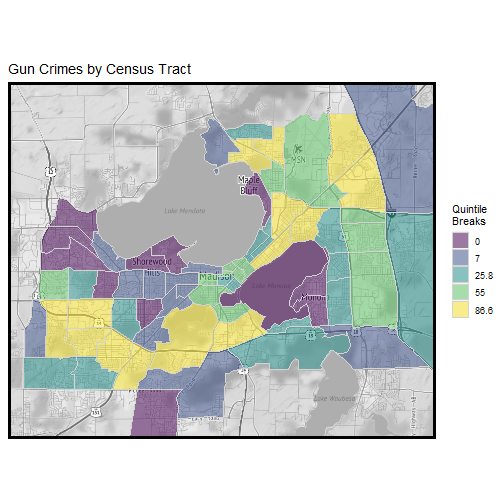 Gun Crimes by Census Tract
MSN
Maple
Bluff
Lake Mendota
Shorewood
Hills
Madison
Lake Monona
Monona
Lake Waubesa
Quintile
Breaks
0
7
25.8
55
86.6